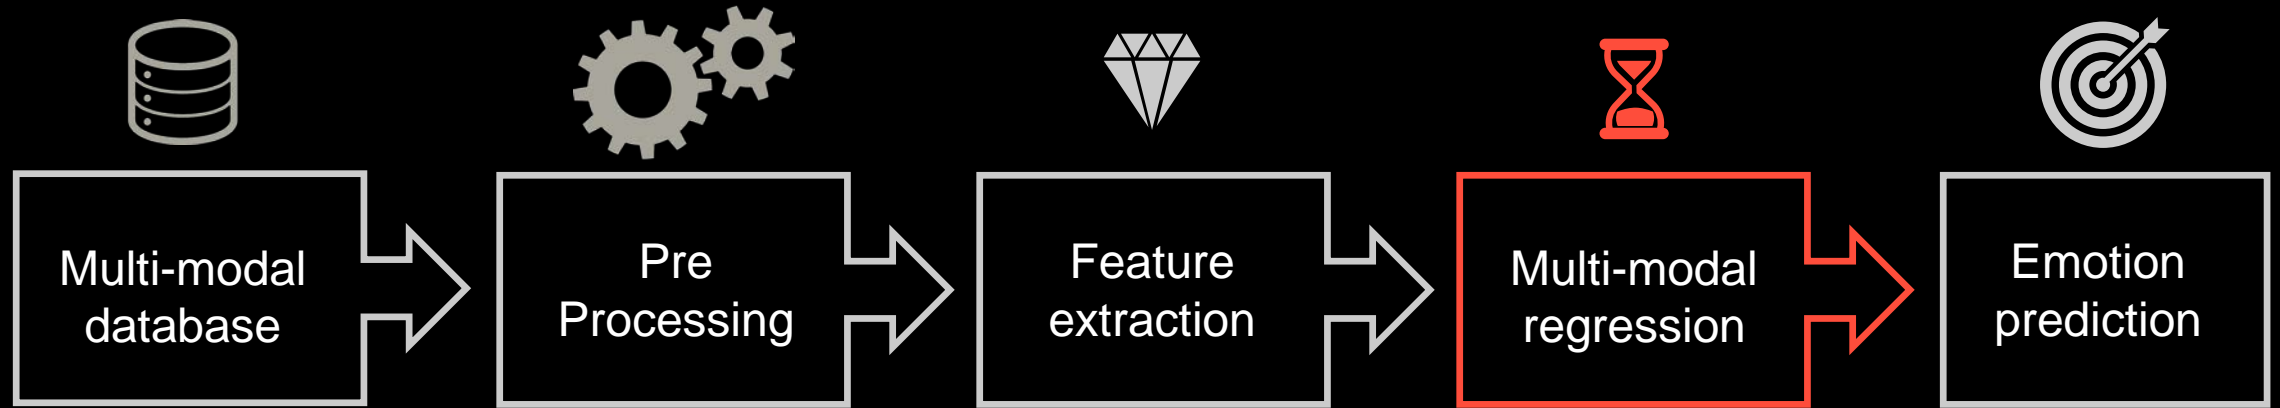 Multi-modal
database
Pre
Processing
Feature
extraction
Multi-modal
regression
Emotion
prediction